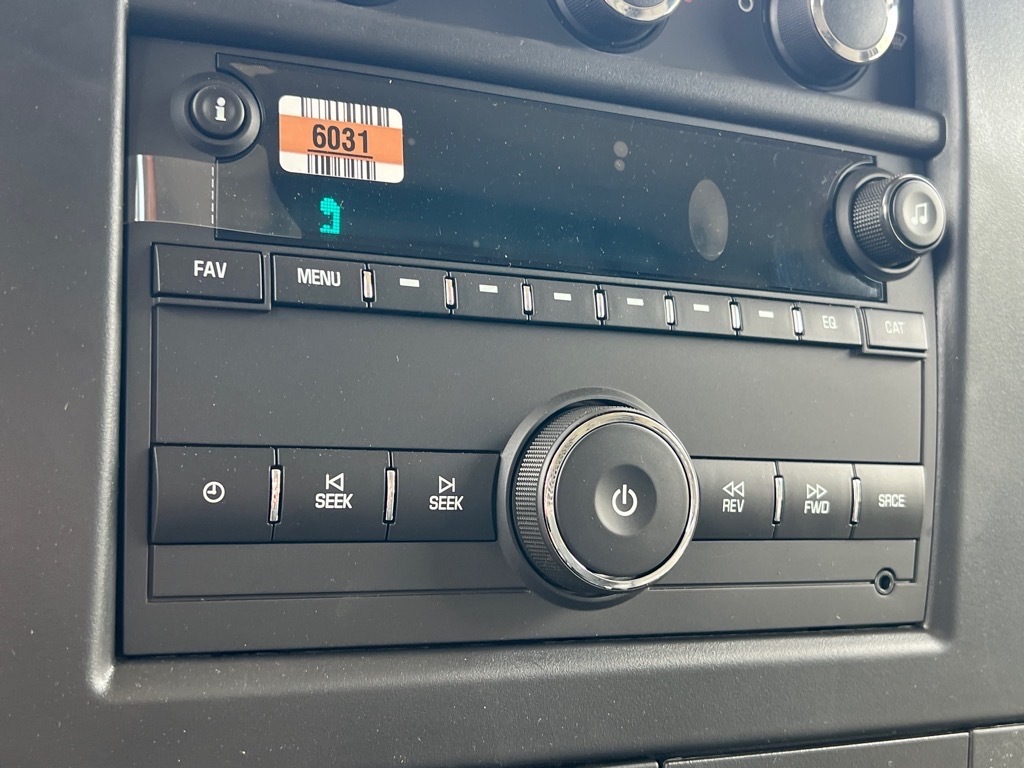 i
6031
FAV
MENU
EQ
CAT
SEEK
SEEK
REV
FWD
SRCE